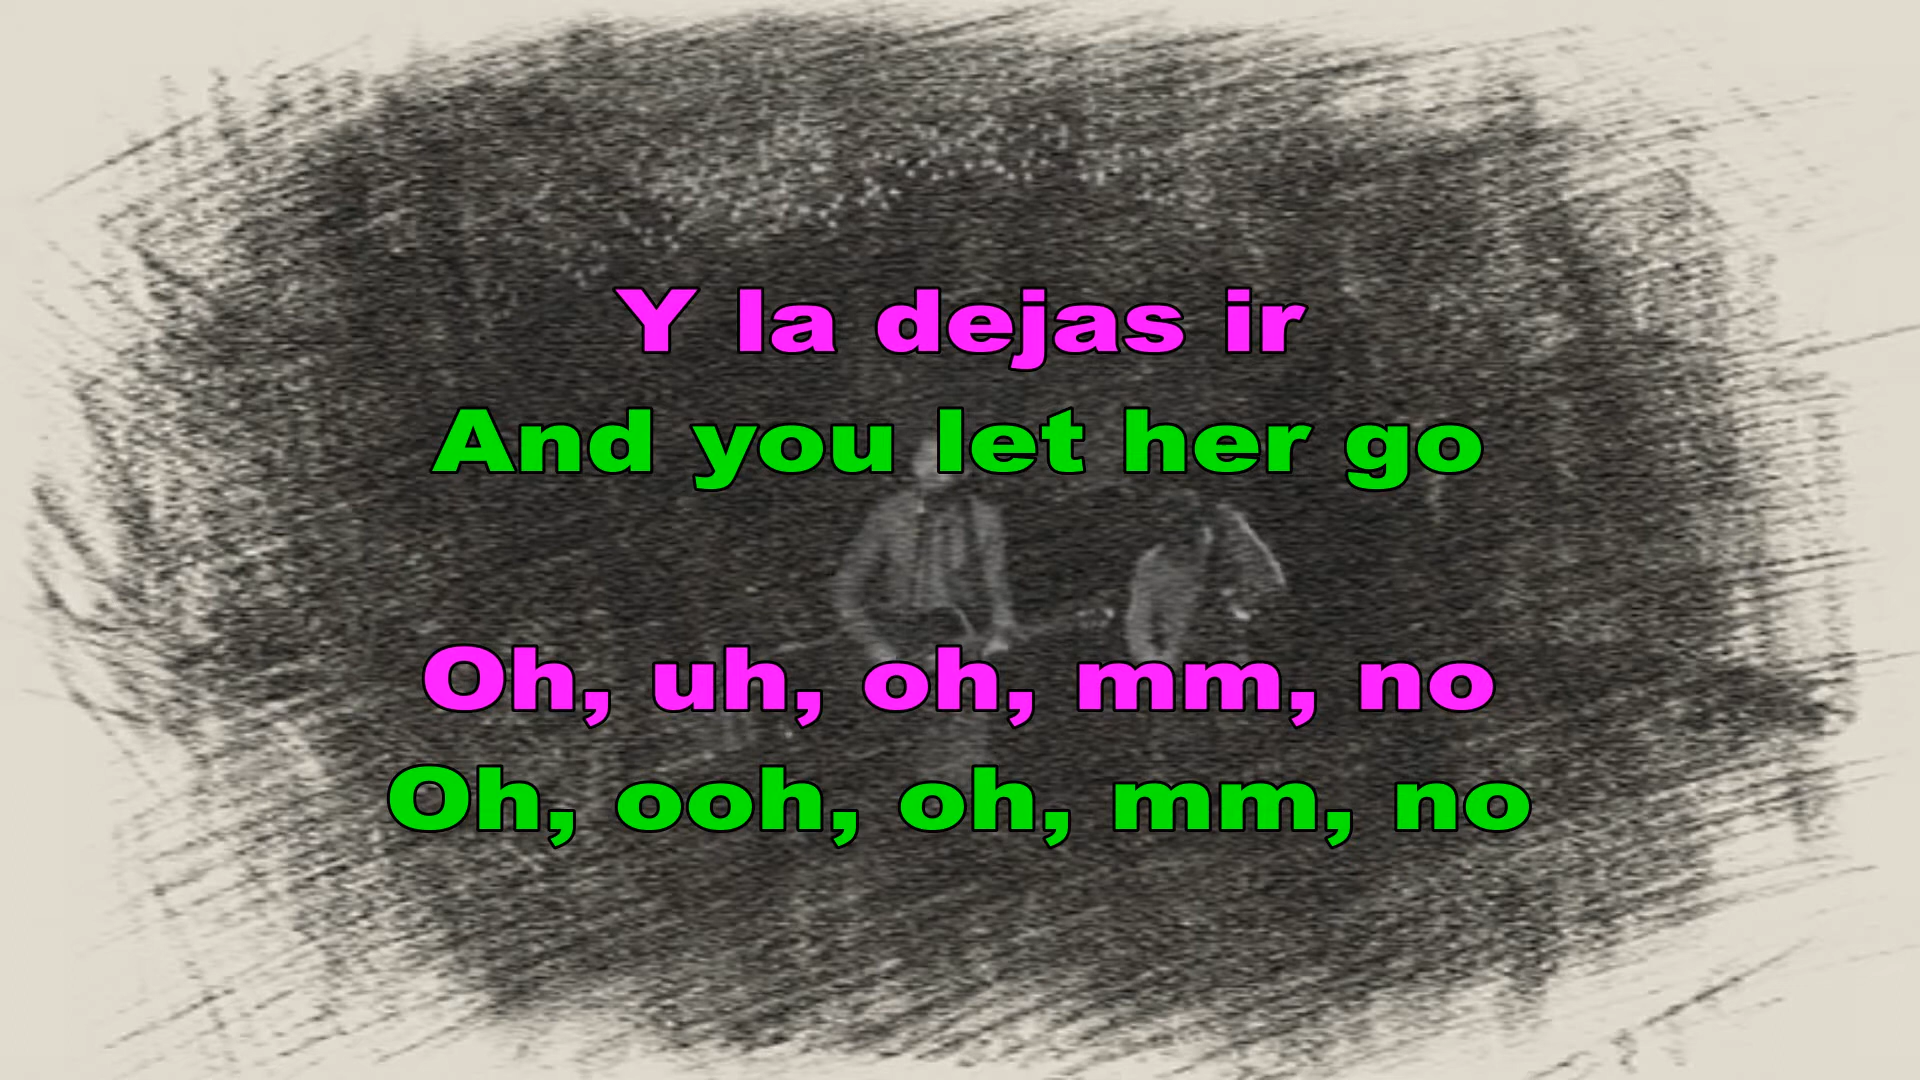 Y la dejas ir
And you let her go
Oh, uh, oh, mm, no
Oh, ooh, oh, mm, no